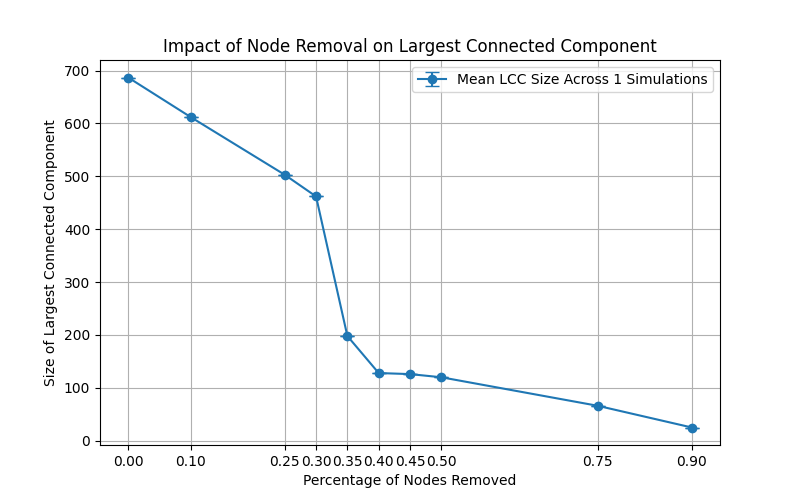 Impact of Node Removal on Largest Connected Component
Mean LCC Size Across 1 Simulations
700
600
500
400
300
200
100
0
Size of Largest Connected Component
0.00 0.10 0.25 0.30 0.35 0.40 0.45 0.50 0.75 0.90
Percentage of Nodes Removed